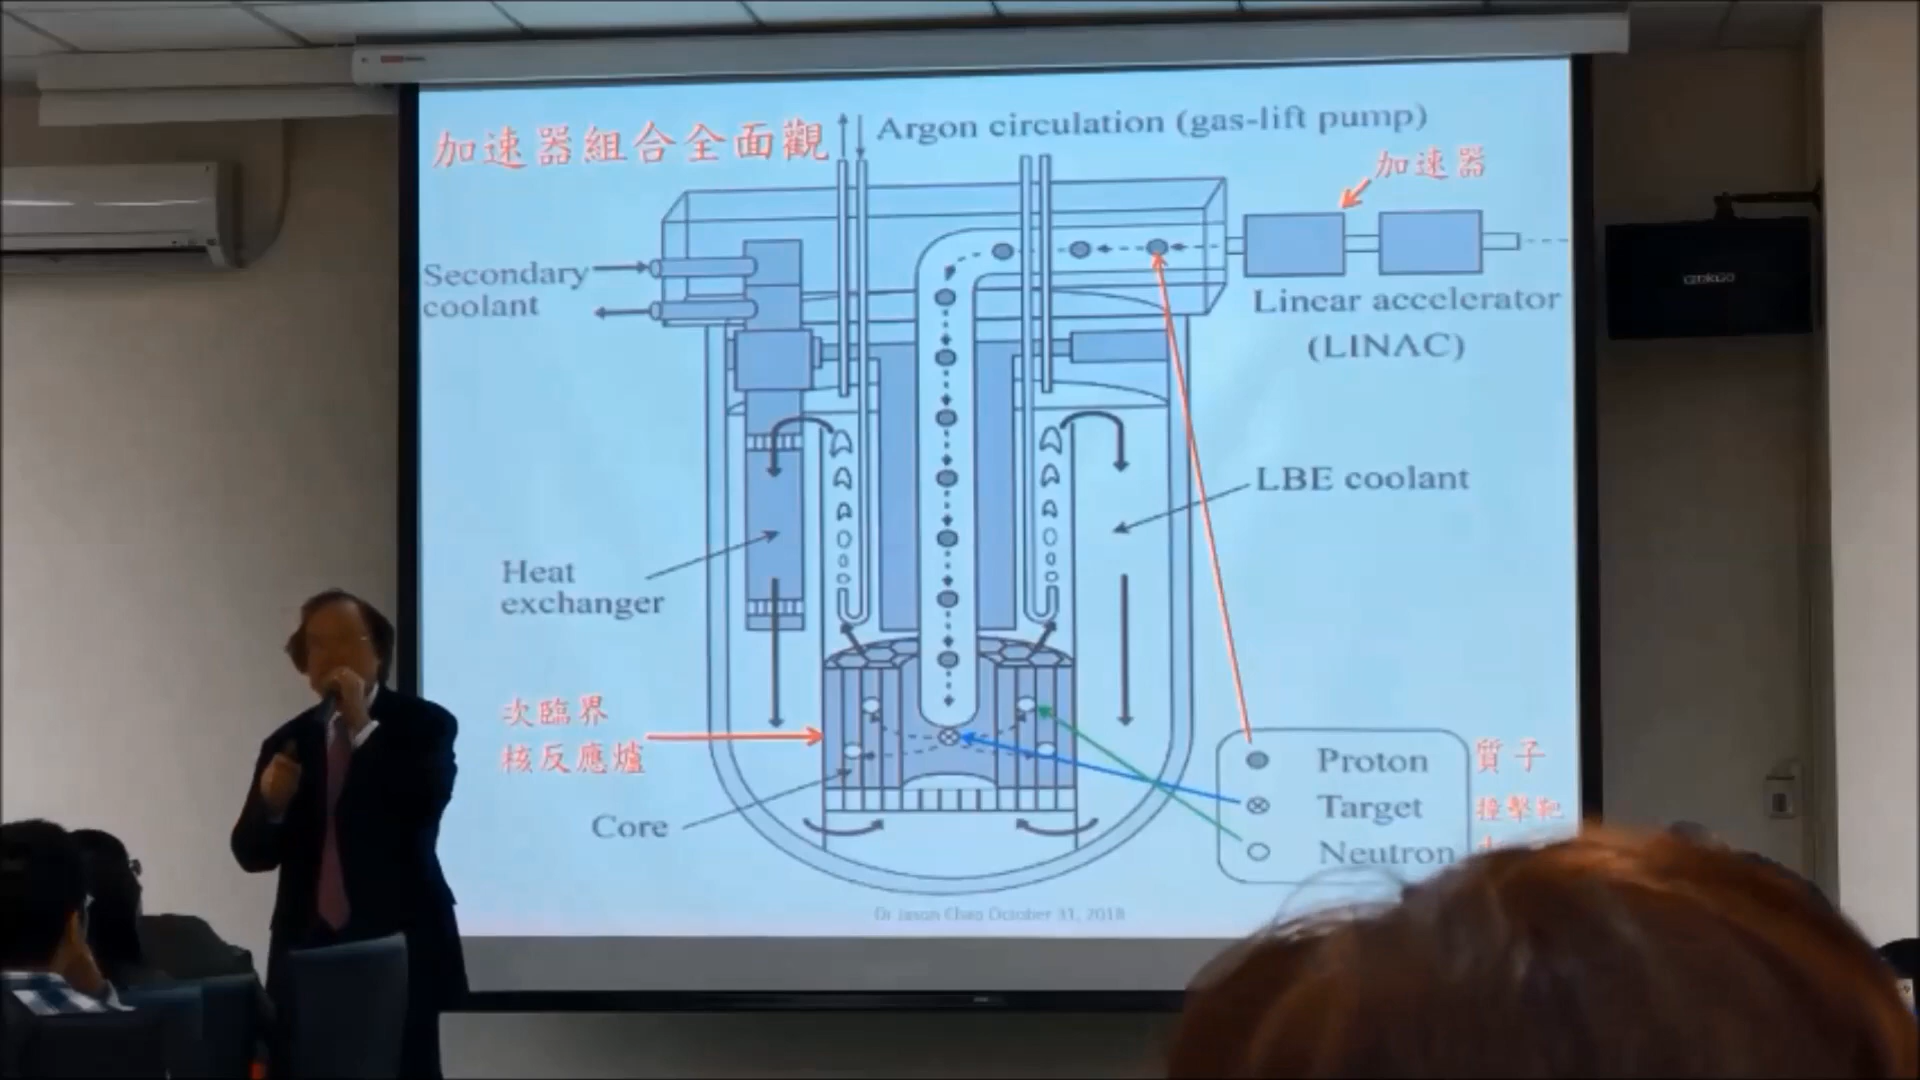 加速器組合全面觀
Argon circulation (gas-lift pump)
加速器
Secondary
coolant
Linear accelerator
(LINAC)
LBE coolant
Heat
exchanger
次臨界
核反應爐
Core
Proton 質子
Target 撞擊靶
Neutron
Dr Jason Chao October 31, 2018